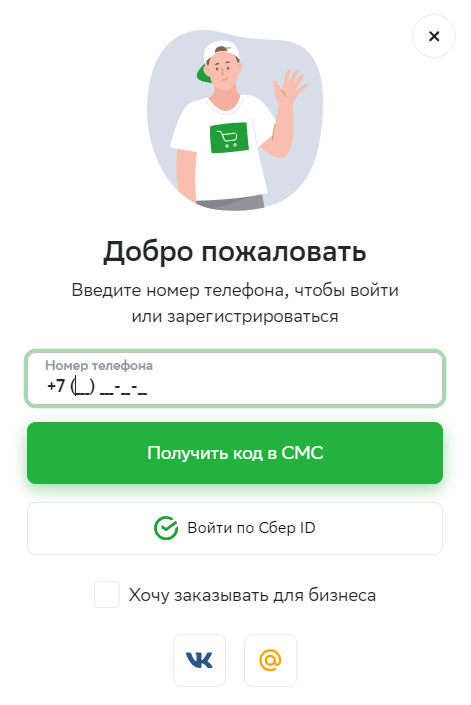 Добро пожаловать
Введите номер телефона, чтобы войти
или зарегистрироваться
Номер телефона
+7 (__) __-_-_
Получить код в СМС
Войти по Сбер ID
Хочу заказывать для бизнеса